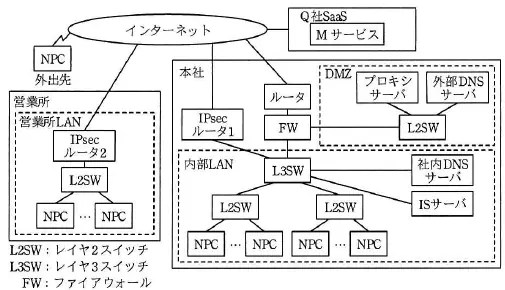 Q社SaaS
Mサービス
インターネット
NPC
外出先
本社
DMZ
プロキシ
サーバ
外部DNS
サーバ
L2SW
ルータ
FW
IPsec
ルータ1
営業所
営業所LAN
IPsec
ルータ2
L2SW
NPC … NPC
内部LAN
L3SW
社内DNS
サーバ
ISサーバ
L2SW
L2SW
NPC … NPC
NPC … NPC
L2SW：レイヤ2スイッチ
L3SW：レイヤ3スイッチ
FW：ファイアウォール